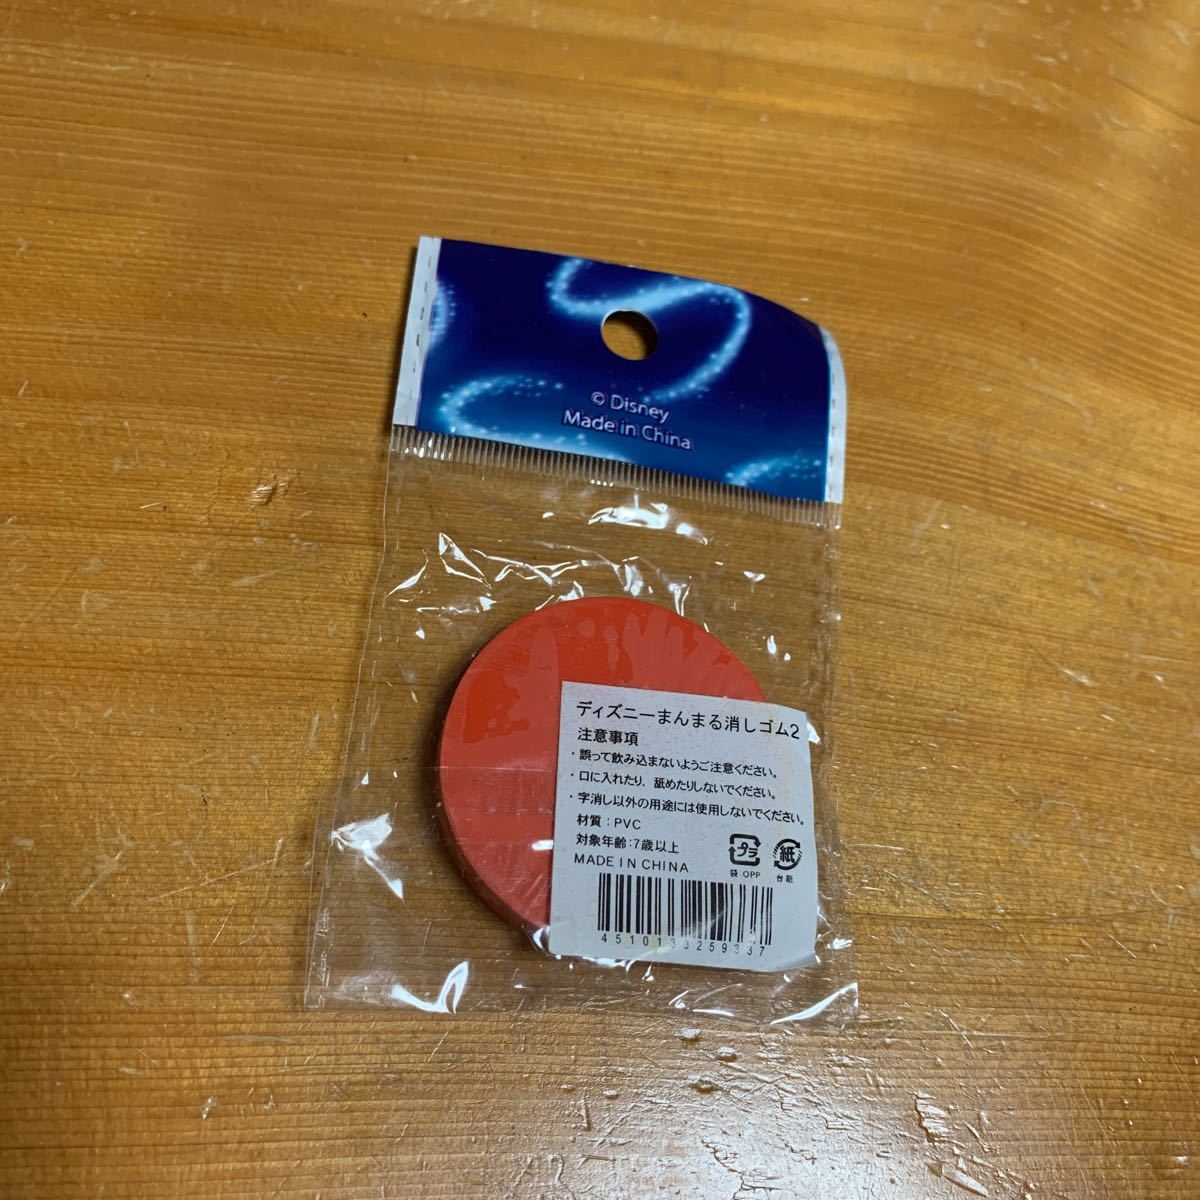 © Disney
Made in China
ディズニーまんまる消しゴム2
注意事項
・誤って飲み込まないようご注意ください。
・口に入れたり、舐めたりしないでください。
・字消し以外の用途には使用しないでください。
材質：PVC
対象年齢：7歳以上
MADE IN CHINA
プラ
袋:OPP
紙
台紙
4510133259337